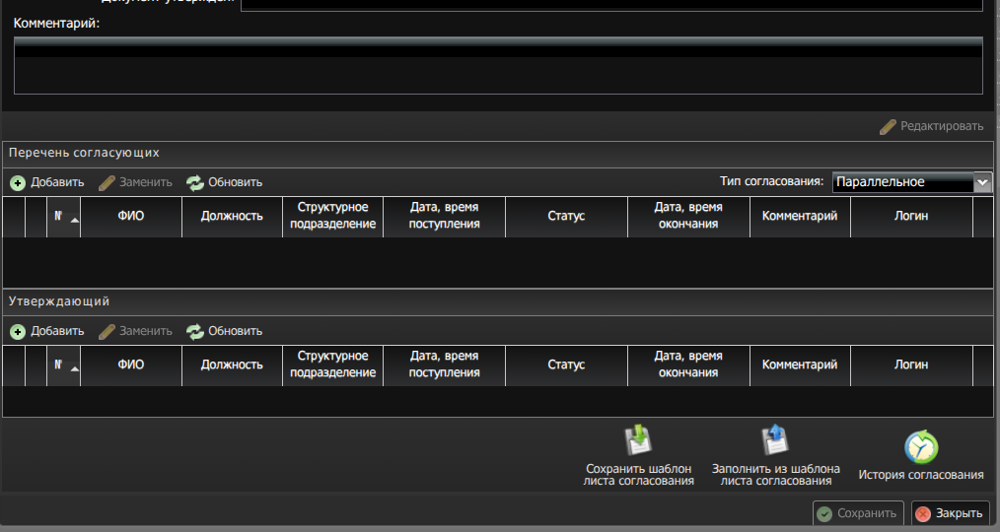 Документ утвержден:
Комментарий:
Редактировать
Перечень согласующих
Добавить Заменить Обновить Тип согласования: Параллельное
№ ФИО Должность Структурное подразделение Дата, время поступления Статус Дата, время окончания Комментарий Логин
Утверждающий
Добавить Заменить Обновить
№ ФИО Должность Структурное подразделение Дата, время поступления Статус Дата, время окончания Комментарий Логин
Сохранить шаблон
листа согласования
Заполнить из шаблона
листа согласования
История согласования
Сохранить Закрыть